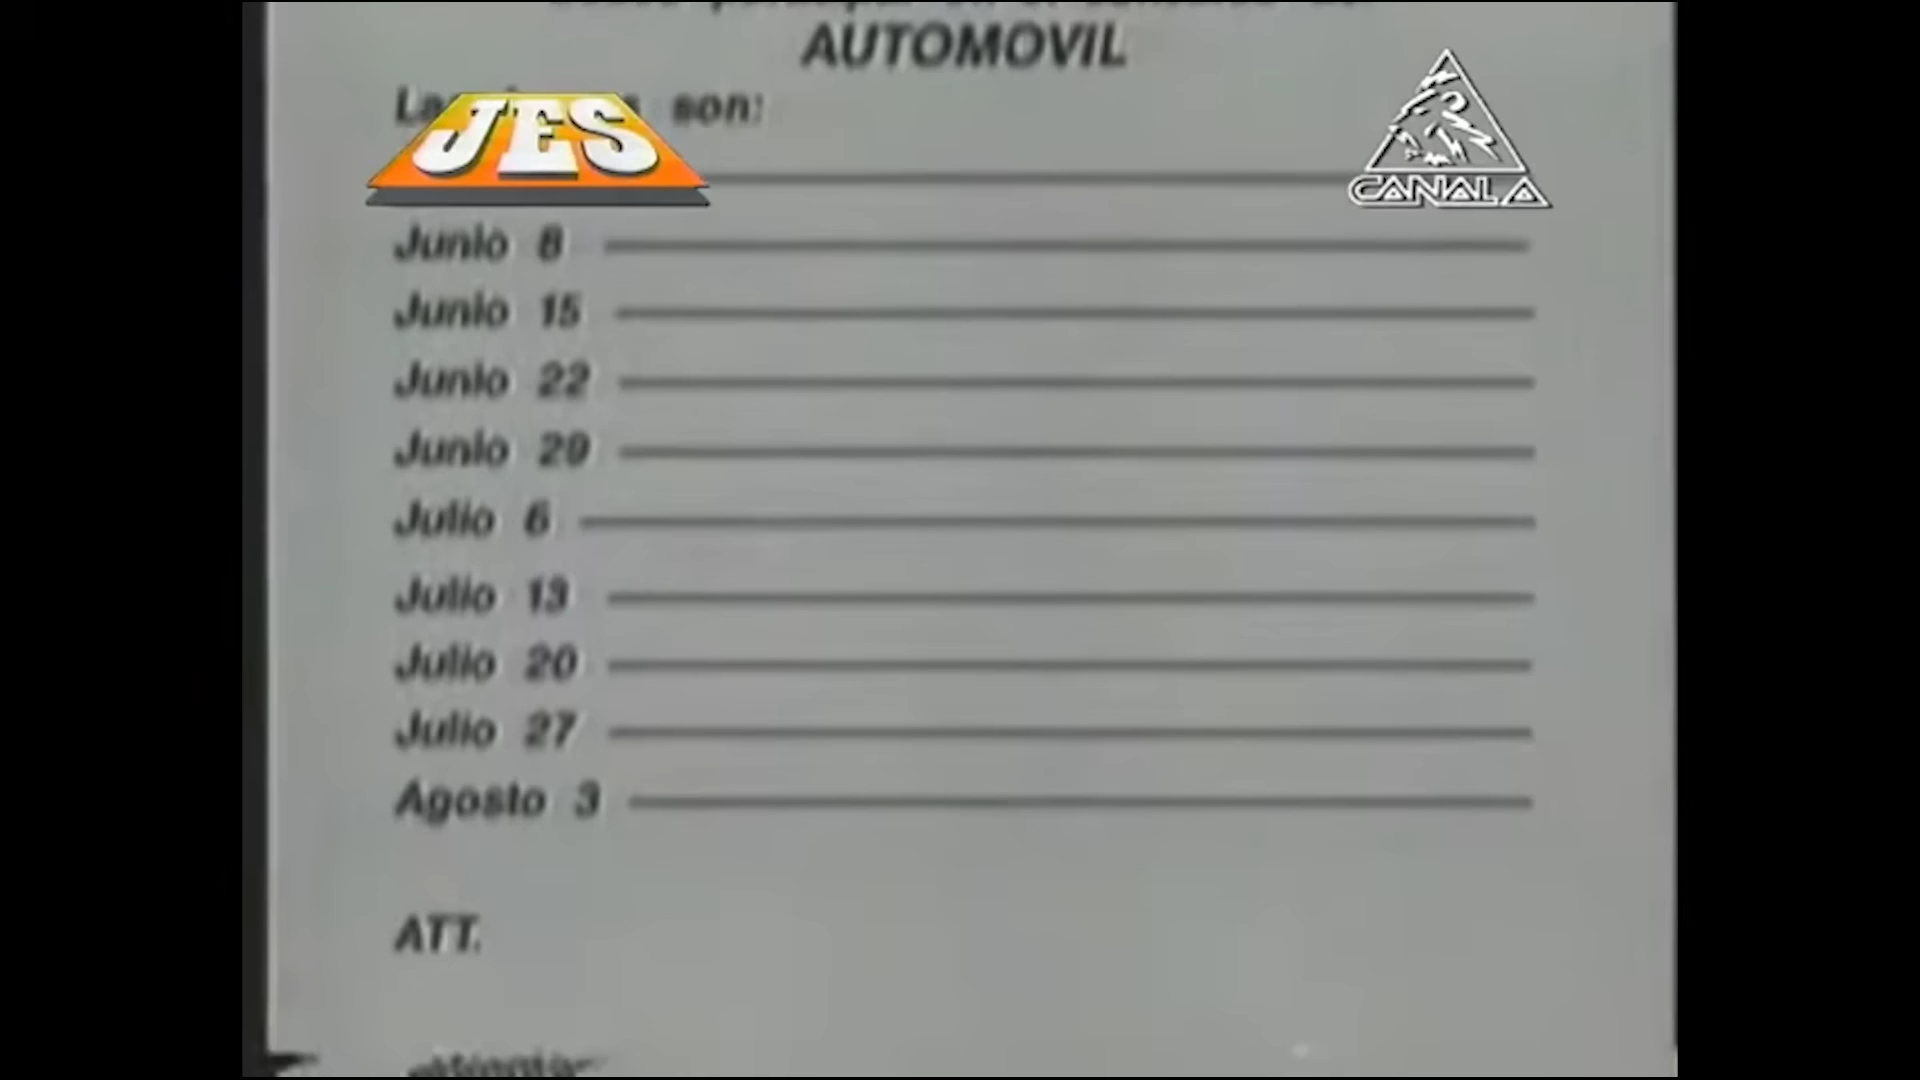 AUTOMOVIL
son:
JES
CANAL A
Junio 8
Junio 15
Junio 22
Junio 29
Julio 6
Julio 13
Julio 20
Julio 27
Agosto 3
ATT.